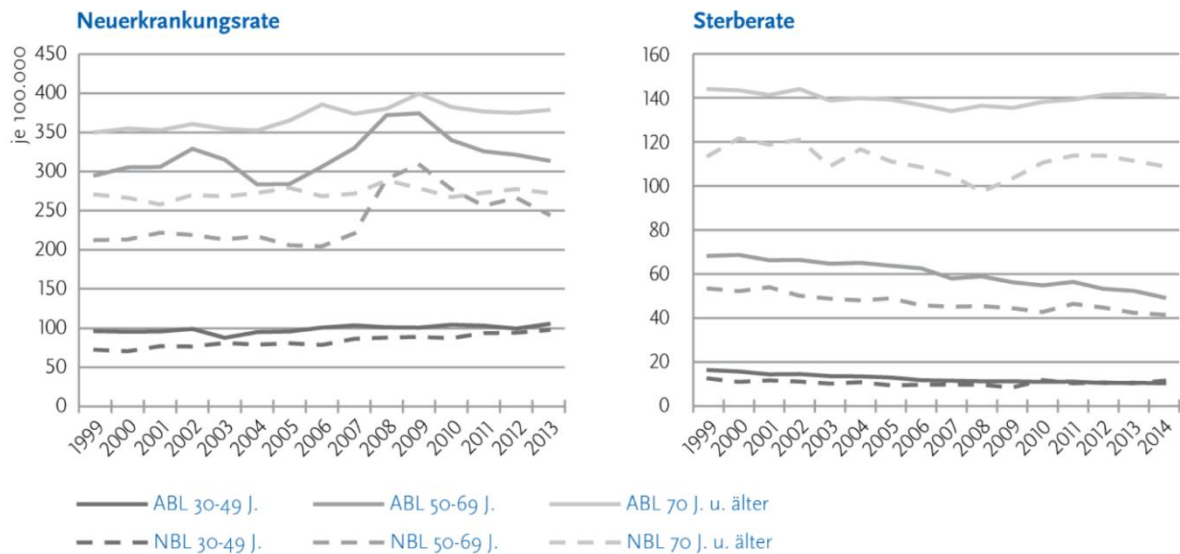 Neuerkrankungsrate
je 100.000
450
400
350
300
250
200
150
100
50
0
1999 2000 2001 2002 2003 2004 2005 2006 2007 2008 2009 2010 2011 2012 2013
Sterberate
160
140
120
100
80
60
40
20
0
1999 2000 2001 2002 2003 2004 2005 2006 2007 2008 2009 2010 2011 2012 2013 2014
ABL 30-49 J. ABL 50-69 J. ABL 70 J. u. älter
NBL 30-49 J. NBL 50-69 J. NBL 70 J. u. älter